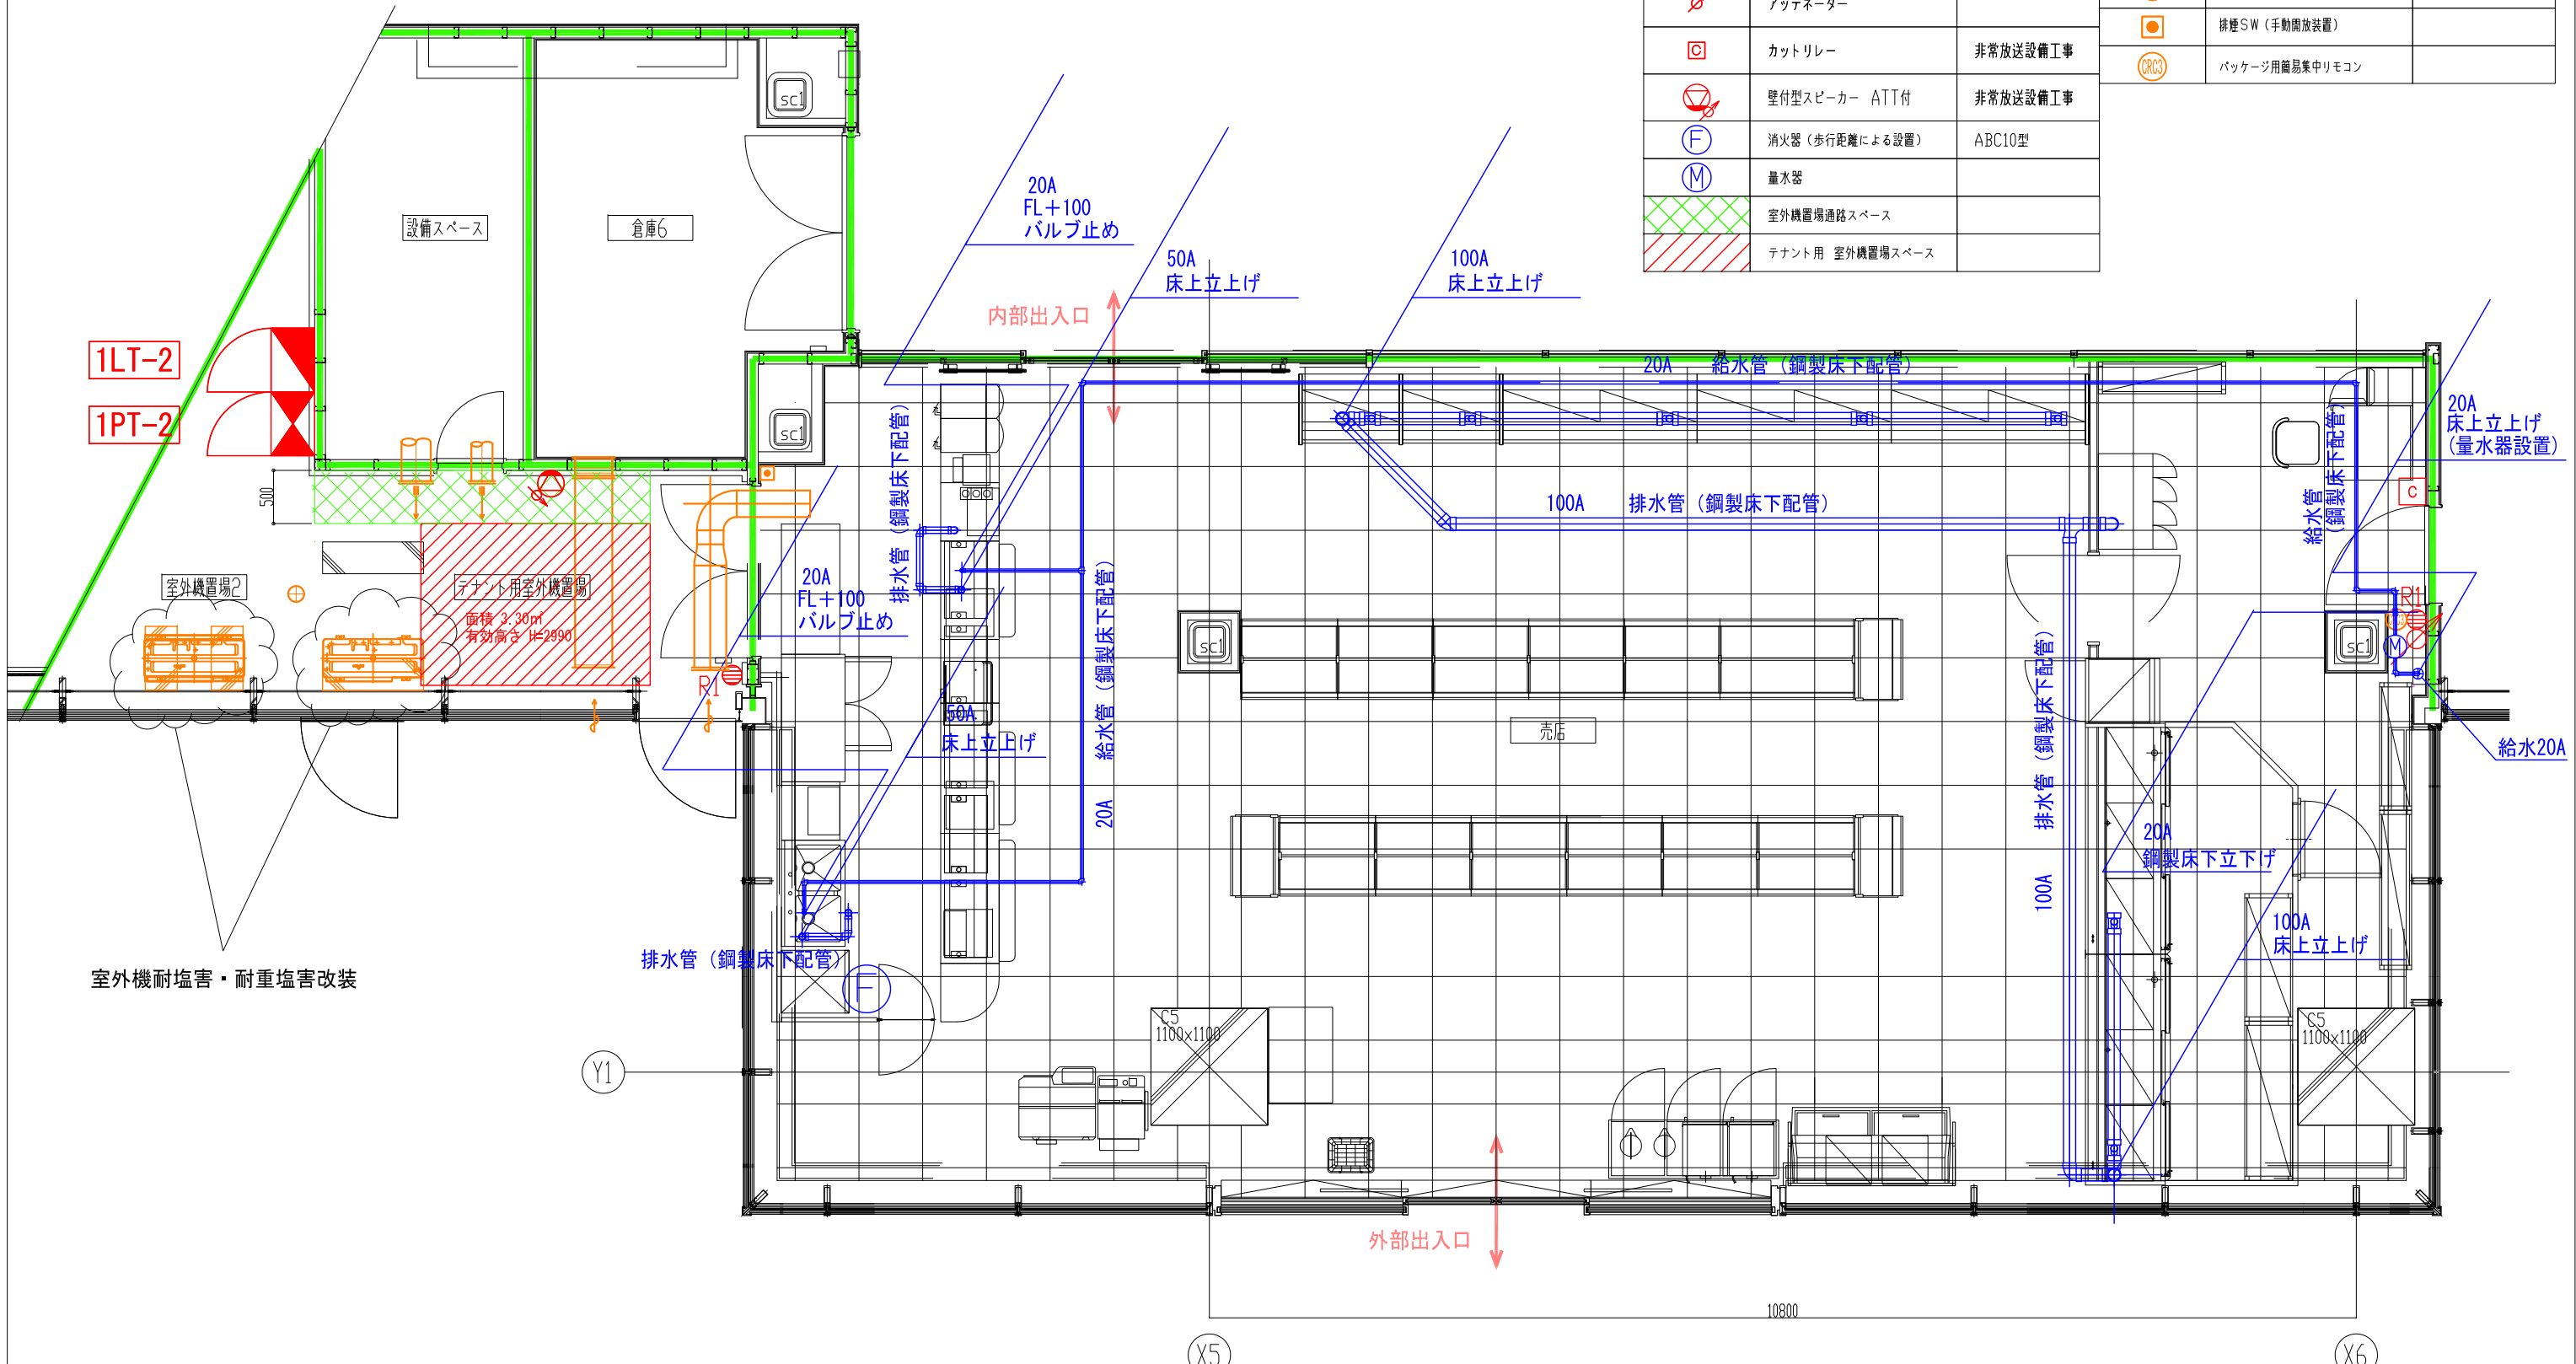 アッテネーター
カットリレー
非常放送設備工事
壁付型スピーカー ATT付
非常放送設備工事
F
消火器（歩行距離による設置）
ABC10型
M
量水器
室外機置場通路スペース
テナント用 室外機置場スペース
C
排煙SW（手動開放装置）
CRC3
パッケージ用簡易集中リモコン
sc1
設備スペース
倉庫6
1LT-2
1PT-2
sc1
500
室外機置場2
テナント用室外機置場
面積 3.30㎡
有効高さ H=2990
R1
室外機耐塩害・耐重塩害改装
20A
FL＋100
バルブ止め
50A
床上立上げ
100A
床上立上げ
内部出入口
20A 給水管（鋼製床下配管）
排水管（鋼製床下配管）
100A 排水管（鋼製床下配管）
給水管
（鋼製床下配管）
20A
床上立上げ
（量水器設置）
C
20A
FL＋100
バルブ止め
20A 給水管（鋼製床下配管）
50A
床上立上げ
sc1
売店
100A 排水管（鋼製床下配管）
R1
M
sc1
給水20A
20A
鋼製床下立下げ
100A
床上立上げ
排水管（鋼製床下配管）
F
C5
1100x1100
C5
1100x1100
Y1
外部出入口
10800
X5
X6